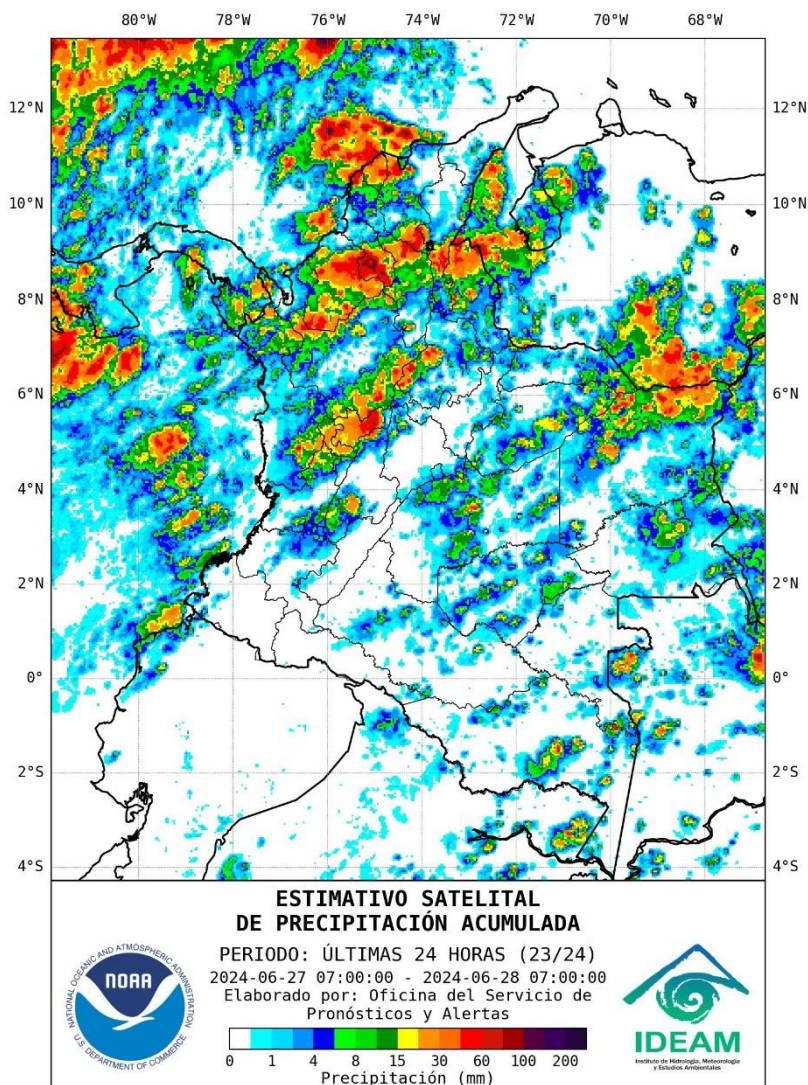 80°W 78°W 76°W 74°W 72°W 70°W 68°W
12°N 12°N
10°N 10°N
8°N 8°N
6°N 6°N
4°N 4°N
2°N 2°N
0° 0°
2°S 2°S
4°S 4°S
ESTIMATIVO SATELITAL
DE PRECIPITACIÓN ACUMULADA
PERIODO: ÚLTIMAS 24 HORAS (23/24)
2024-06-27 07:00:00 - 2024-06-28 07:00:00
Elaborado por: Oficina del Servicio de
Pronósticos y Alertas
0 1 4 8 15 30 60 100 200
Precipitación (mm)
NATIONAL OCEANIC AND ATMOSPHERIC ADMINISTRATION
NOAA
U.S. DEPARTMENT OF COMMERCE
IDEAM
Instituto de Hidrología, Meteorología
y Estudios Ambientales